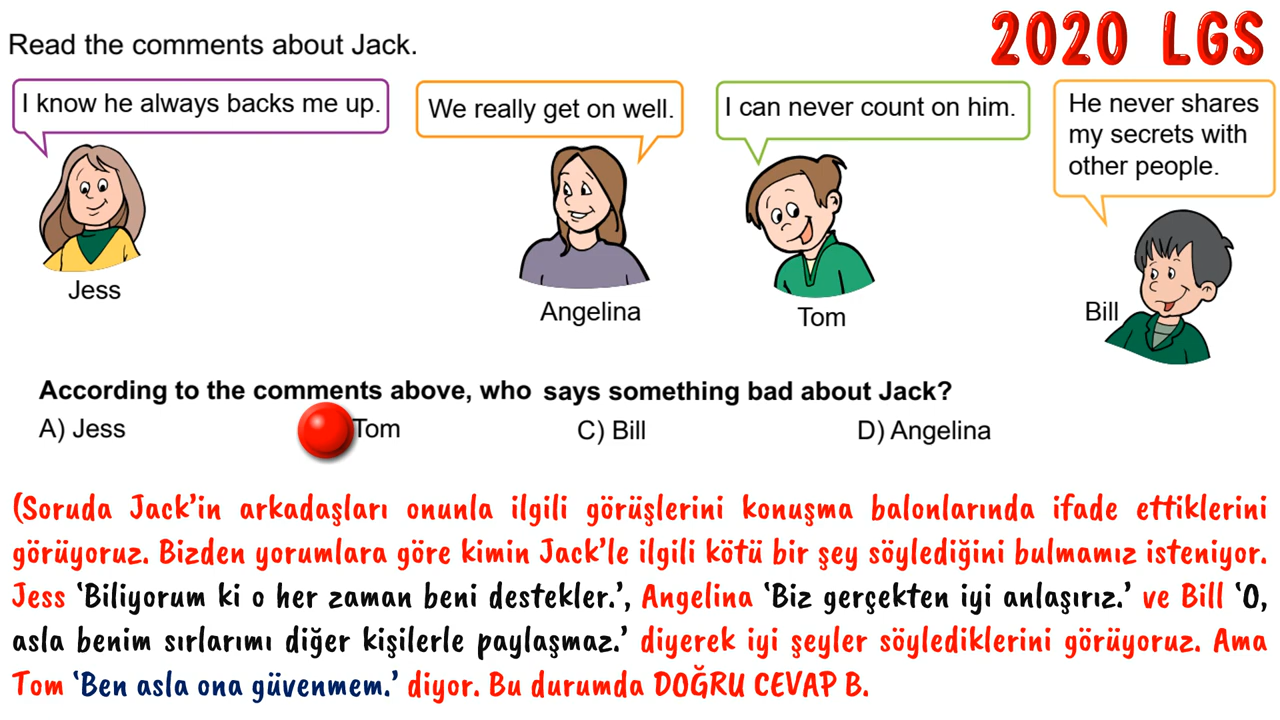 2020 LGS
Read the comments about Jack.
I know he always backs me up.
We really get on well.
I can never count on him.
He never shares
my secrets with
other people.
Jess
Angelina
Tom
Bill
According to the comments above, who says something bad about Jack?
A) Jess Tom C) Bill D) Angelina
(Soruda Jack'in arkadaşları onunla ilgili görüşlerini konuşma balonlarında ifade ettiklerini
görüyoruz. Bizden yorumlara göre kimin Jack'le ilgili kötü bir şey söylediğini bulmamız isteniyor.
Jess 'Biliyorum ki o her zaman beni destekler.', Angelina 'Biz gerçekten iyi anlaşırız.' ve Bill 'O,
asla benim sırlarımı diğer kişilerle paylaşmaz.' diyerek iyi şeyler söylediklerini görüyoruz. Ama
Tom 'Ben asla ona güvenmem.' diyor. Bu durumda DOĞRU CEVAP B.